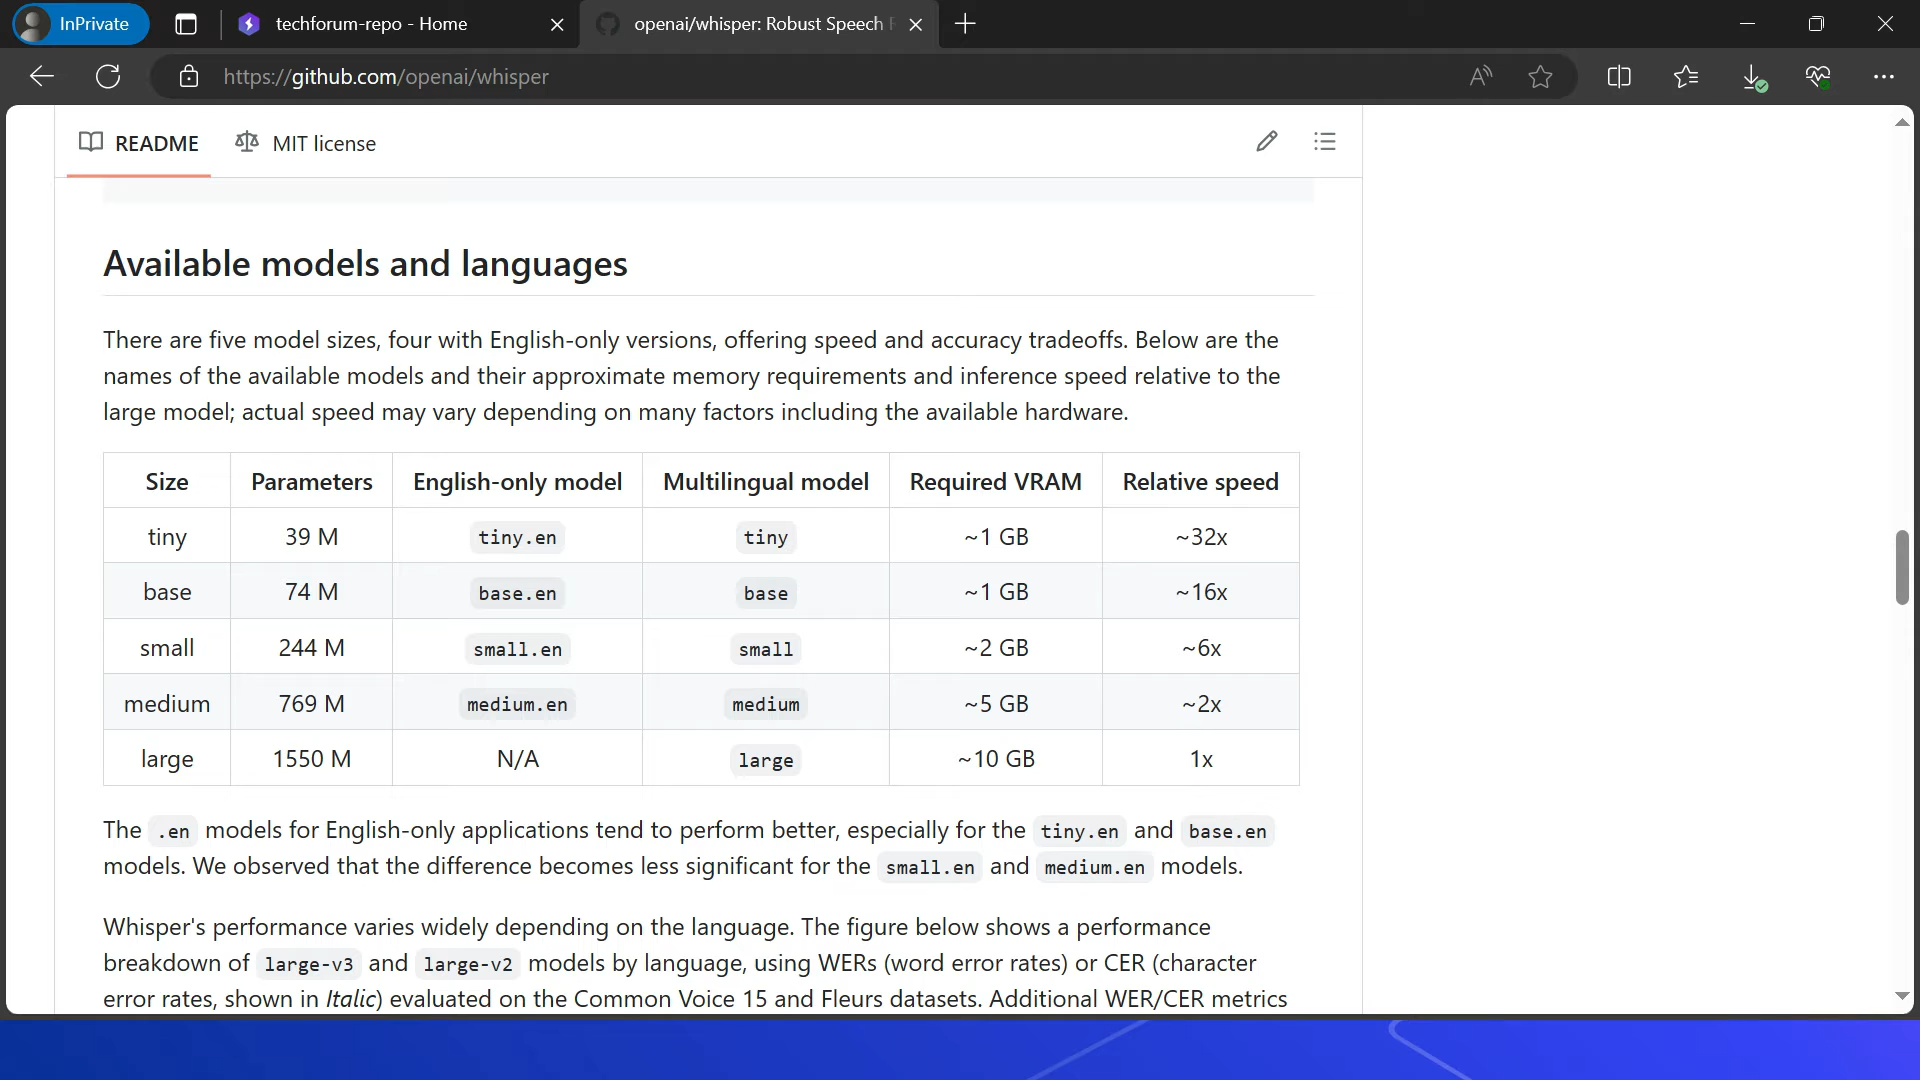 InPrivate
techforum-repo - Home
openai/whisper: Robust Speech
https://github.com/openai/whisper
README
MIT license
Available models and languages
There are five model sizes, four with English-only versions, offering speed and accuracy tradeoffs. Below are the
names of the available models and their approximate memory requirements and inference speed relative to the
large model; actual speed may vary depending on many factors including the available hardware.
Size Parameters English-only model Multilingual model Required VRAM Relative speed
tiny 39 M tiny.en tiny ~1 GB ~32x
base 74 M base.en base ~1 GB ~16x
small 244 M small.en small ~2 GB ~6x
medium 769 M medium.en medium ~5 GB ~2x
large 1550 M N/A large ~10 GB 1x
The .en models for English-only applications tend to perform better, especially for the tiny.en and base.en
models. We observed that the difference becomes less significant for the small.en and medium.en models.
Whisper's performance varies widely depending on the language. The figure below shows a performance
breakdown of large-v3 and large-v2 models by language, using WERs (word error rates) or CER (character
error rates, shown in Italic) evaluated on the Common Voice 15 and Fleurs datasets. Additional WER/CER metrics